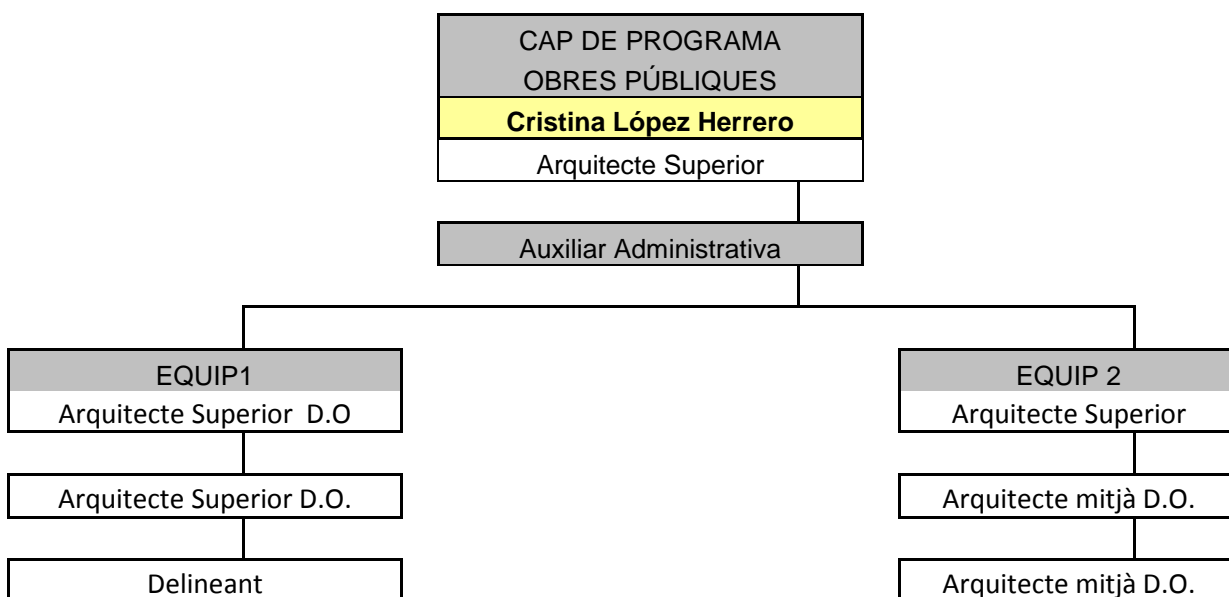 CAP DE PROGRAMA
OBRES PÚBLIQUES
Cristina López Herrero
Arquitecte Superior
Auxiliar Administrativa
EQUIP1
Arquitecte Superior D.O
Arquitecte Superior D.O.
Delineant
EQUIP 2
Arquitecte Superior
Arquitecte mitjà D.O.
Arquitecte mitjà D.O.